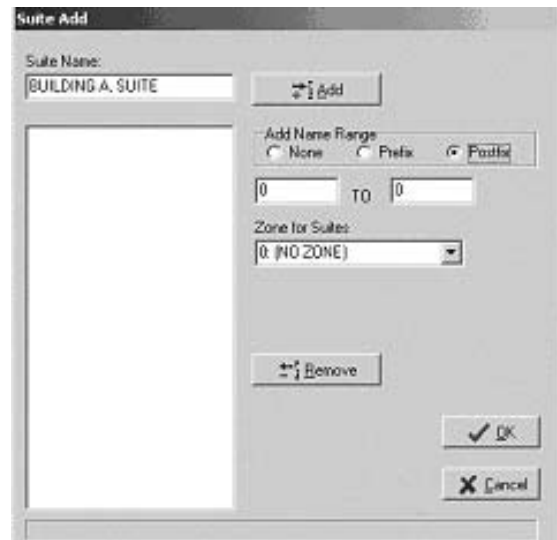 Suite Add
Suite Name:
BUILDING A, SUITE
Add
Add Name Range
None Prefix Postfix
0 TO 0
Zone for Suites
0: (NO ZONE)
Remove
OK
Cancel